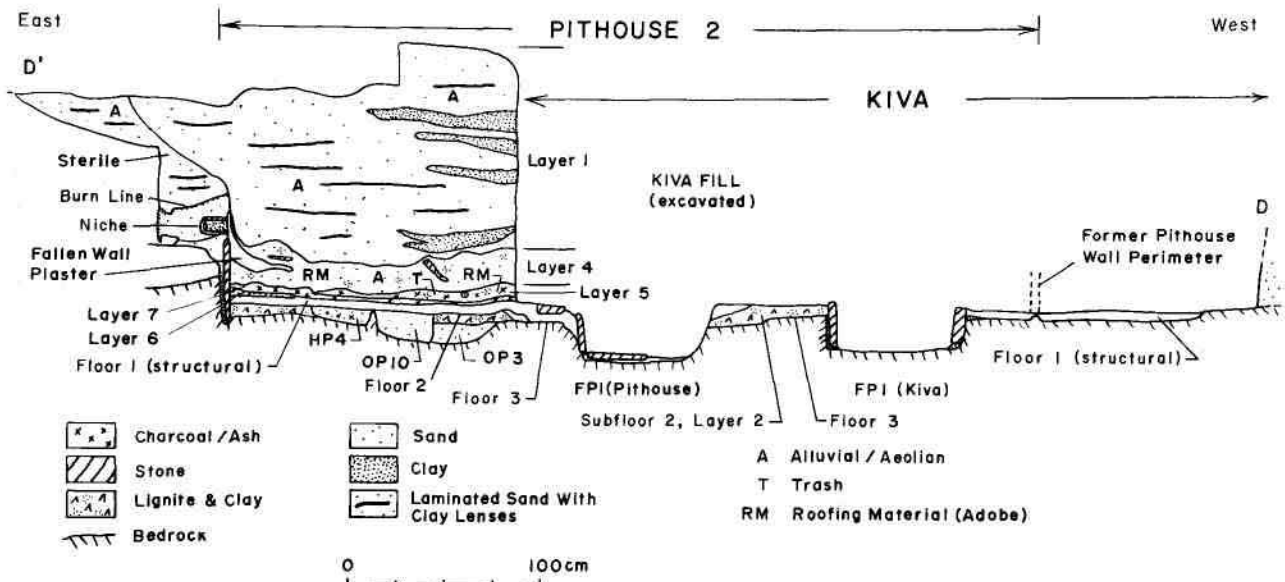 East
PITHOUSE 2
West
D'
KIVA
A
A
Sterile
Layer 1
Burn Line
A
KIVA FILL
(excavated)
Niche
D
Fallen Wall
Plaster
Former Pithouse
Wall Perimeter
RM
A
T
RM
Layer 4
Layer 5
Layer 7
Layer 6
HP4
Floor 1 (structural)
OP10
OP3
Floor 2
Floor 3
FP1(Pithouse)
Subfloor 2, Layer 2
FP1 (Kiva)
Floor 3
Floor 1 (structural)
Charcoal/Ash
Stone
Lignite & Clay
Bedrock
Sand
Clay
Laminated Sand With
Clay Lenses
A Alluvial / Aeolian
T Trash
RM Roofing Material (Adobe)
0 100cm